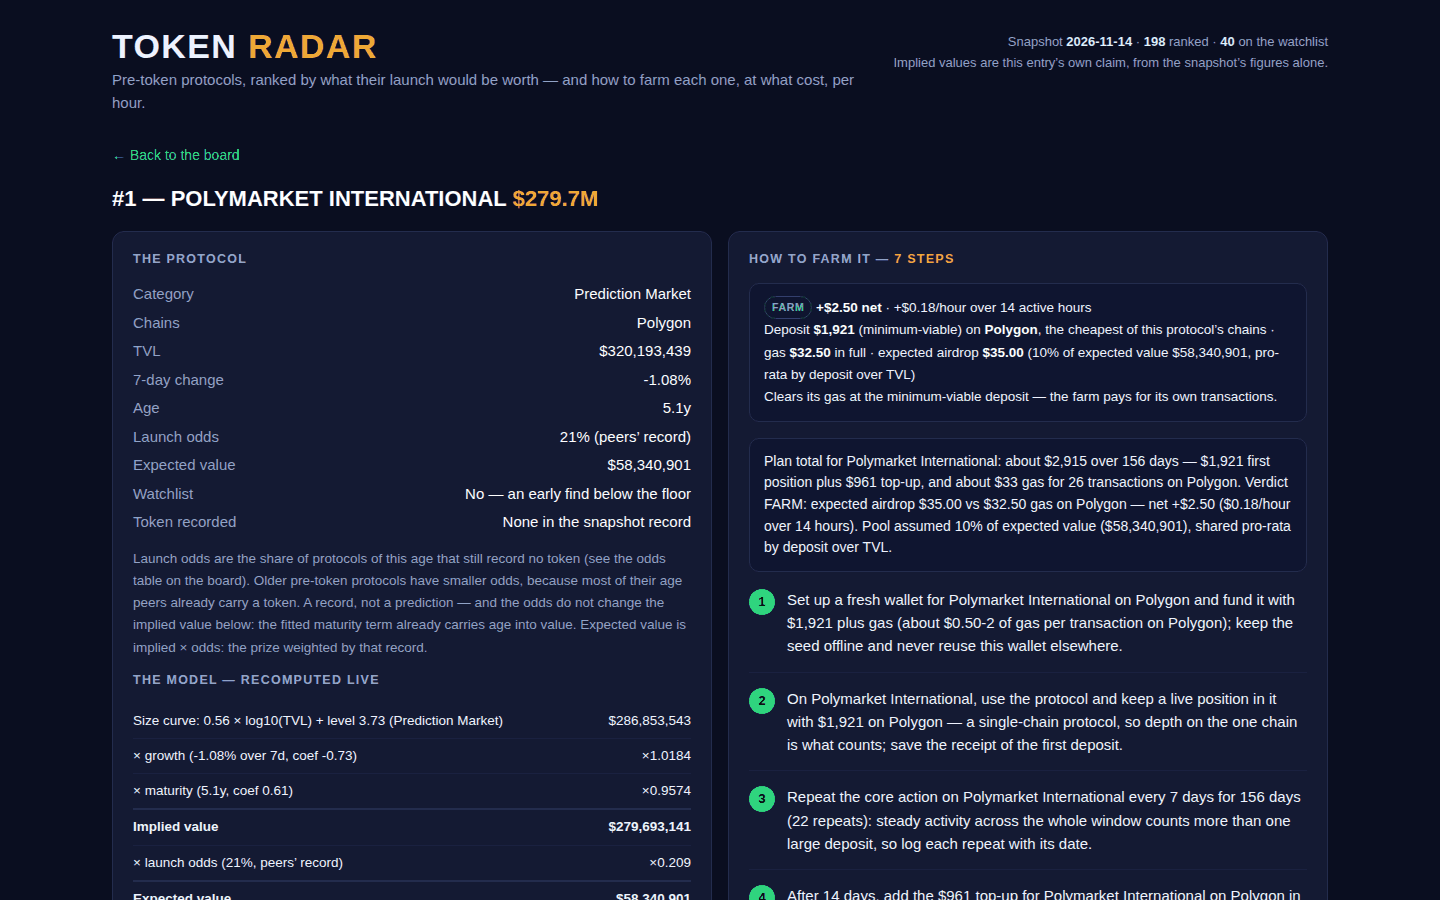 TOKEN RADAR
Pre-token protocols, ranked by what their launch would be worth — and how to farm each one, at what cost, per
hour.
Snapshot 2026-11-14 · 198 ranked · 40 on the watchlist
Implied values are this entry’s own claim, from the snapshot’s figures alone.
← Back to the board
#1 — POLYMARKET INTERNATIONAL $279.7M
THE PROTOCOL
Category Prediction Market
Chains Polygon
TVL $320,193,439
7-day change -1.08%
Age 5.1y
Launch odds 21% (peers’ record)
Expected value $58,340,901
Watchlist No — an early find below the floor
Token recorded None in the snapshot record
Launch odds are the share of protocols of this age that still record no token (see the odds
table on the board). Older pre-token protocols have smaller odds, because most of their age
peers already carry a token. A record, not a prediction — and the odds do not change the
implied value below: the fitted maturity term already carries age into value. Expected value is
implied × odds: the prize weighted by that record.
THE MODEL — RECOMPUTED LIVE
Size curve: 0.56 × log10(TVL) + level 3.73 (Prediction Market) $286,853,543
× growth (-1.08% over 7d, coef -0.73) ×1.0184
× maturity (5.1y, coef 0.61) ×0.9574
Implied value $279,693,141
× launch odds (21%, peers’ record) ×0.209
Expected value $58,340,901
HOW TO FARM IT — 7 STEPS
FARM +$2.50 net · +$0.18/hour over 14 active hours
Deposit $1,921 (minimum-viable) on Polygon, the cheapest of this protocol’s chains ·
gas $32.50 in full · expected airdrop $35.00 (10% of expected value $58,340,901, pro-
rata by deposit over TVL)
Clears its gas at the minimum-viable deposit — the farm pays for its own transactions.
Plan total for Polymarket International: about $2,915 over 156 days — $1,921 first
position plus $961 top-up, and about $33 gas for 26 transactions on Polygon. Verdict
FARM: expected airdrop $35.00 vs $32.50 gas on Polygon — net +$2.50 ($0.18/hour
over 14 hours). Pool assumed 10% of expected value ($58,340,901), shared pro-rata
by deposit over TVL.
1 Set up a fresh wallet for Polymarket International on Polygon and fund it with
$1,921 plus gas (about $0.50-2 of gas per transaction on Polygon); keep the
seed offline and never reuse this wallet elsewhere.
2 On Polymarket International, use the protocol and keep a live position in it
with $1,921 on Polygon — a single-chain protocol, so depth on the one chain
is what counts; save the receipt of the first deposit.
3 Repeat the core action on Polymarket International every 7 days for 156 days
(22 repeats): steady activity across the whole window counts more than one
large deposit, so log each repeat with its date.
4 After 14 days, add the $961 top-up for Polymarket International on Polygon in